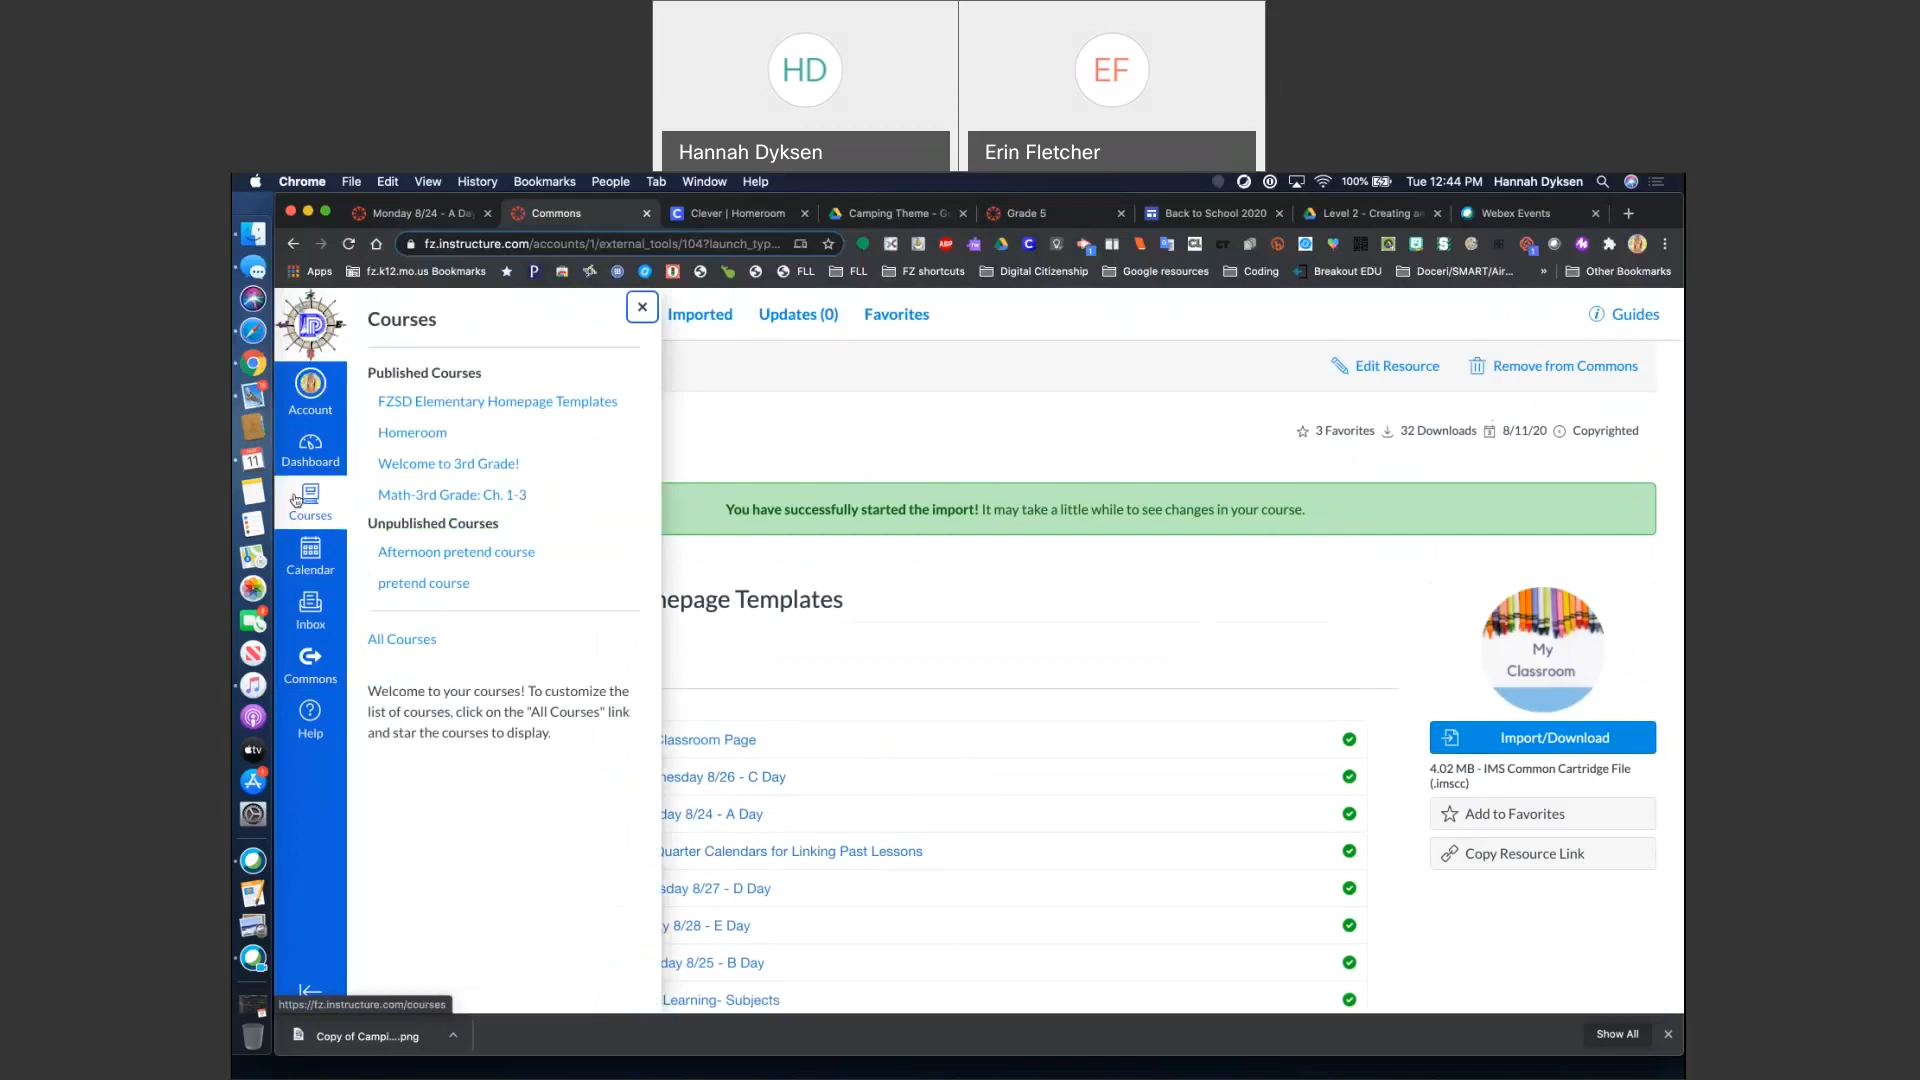 HD
EF
Hannah Dyksen
Erin Fletcher
Chrome File Edit View History Bookmarks People Tab Window Help
100% Tue 12:44 PM Hannah Dyksen
Monday 8/24 - A Da
Commons
Clever | Homeroom
Camping Theme - G
Grade 5
Back to School 2020
Level 2 - Creating an
Webex Events
fz.instructure.com/accounts/1/external_tools/104?launch_typ...
ABP
Apps
fz.k12.mo.us Bookmarks
FLL
FLL
FZ shortcuts
Digital Citizenship
Google resources
Coding
Breakout EDU
Doceri/SMART/Air...
»
Other Bookmarks
Courses
Imported
Updates (0)
Favorites
Guides
Published Courses
FZSD Elementary Homepage Templates
Homeroom
Welcome to 3rd Grade!
Math-3rd Grade: Ch. 1-3
Unpublished Courses
Afternoon pretend course
pretend course
All Courses
Welcome to your courses! To customize the
list of courses, click on the "All Courses" link
and star the courses to display.
Account
Dashboard
Courses
Calendar
Inbox
Commons
Help
11
tv
Edit Resource
Remove from Commons
3 Favorites
32 Downloads
8/11/20
Copyrighted
You have successfully started the import! It may take a little while to see changes in your course.
nepage Templates
My
Classroom
Import/Download
4.02 MB - IMS Common Cartridge File
(.imscc)
Add to Favorites
Copy Resource Link
Classroom Page
nesday 8/26 - C Day
day 8/24 - A Day
Quarter Calendars for Linking Past Lessons
sday 8/27 - D Day
y 8/28 - E Day
day 8/25 - B Day
Learning- Subjects
https://fz.instructure.com/courses
Copy of Campi....png
Show All